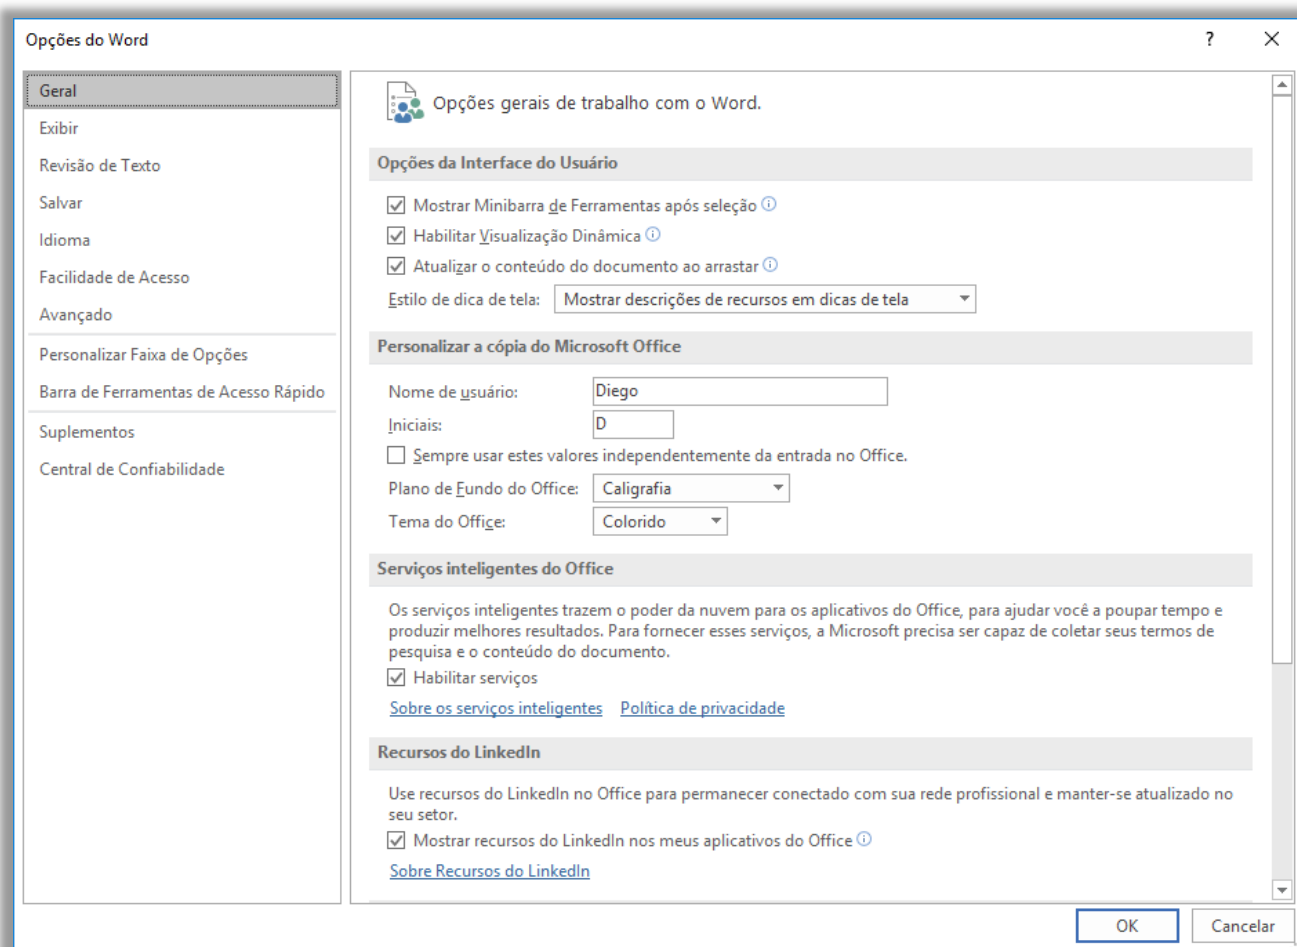 Opções do Word
?
Geral
Exibir
Revisão de Texto
Salvar
Idioma
Facilidade de Acesso
Avançado
Personalizar Faixa de Opções
Barra de Ferramentas de Acesso Rápido
Suplementos
Central de Confiabilidade
Opções gerais de trabalho com o Word.
Opções da Interface do Usuário
Mostrar Minibarra de Ferramentas após seleção
Habilitar Visualização Dinâmica
Atualizar o conteúdo do documento ao arrastar
Estilo de dica de tela: Mostrar descrições de recursos em dicas de tela
Personalizar a cópia do Microsoft Office
Nome de usuário: Diego
Iniciais: D
Sempre usar estes valores independentemente da entrada no Office.
Plano de Fundo do Office: Caligrafia
Tema do Office: Colorido
Serviços inteligentes do Office
Os serviços inteligentes trazem o poder da nuvem para os aplicativos do Office, para ajudar você a poupar tempo e
produzir melhores resultados. Para fornecer esses serviços, a Microsoft precisa ser capaz de coletar seus termos de
pesquisa e o conteúdo do documento.
Habilitar serviços
Sobre os serviços inteligentes Política de privacidade
Recursos do LinkedIn
Use recursos do LinkedIn no Office para permanecer conectado com sua rede profissional e manter-se atualizado no
seu setor.
Mostrar recursos do LinkedIn nos meus aplicativos do Office
Sobre Recursos do LinkedIn
OK Cancelar